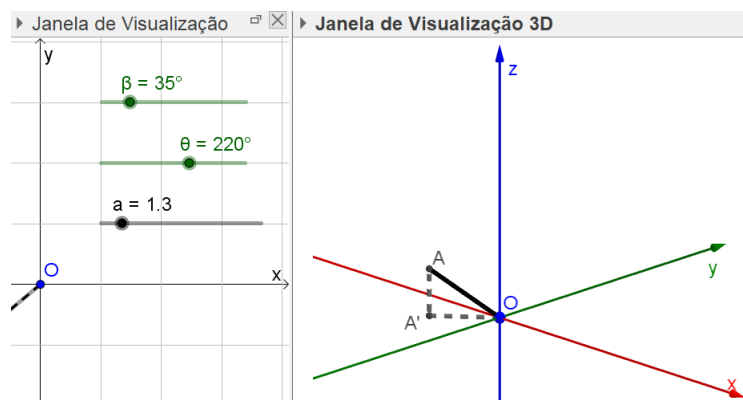 Janela de Visualização
Janela de Visualização 3D
y
β = 35°
θ = 220°
a = 1.3
O
x
z
A
A'
O
y
x